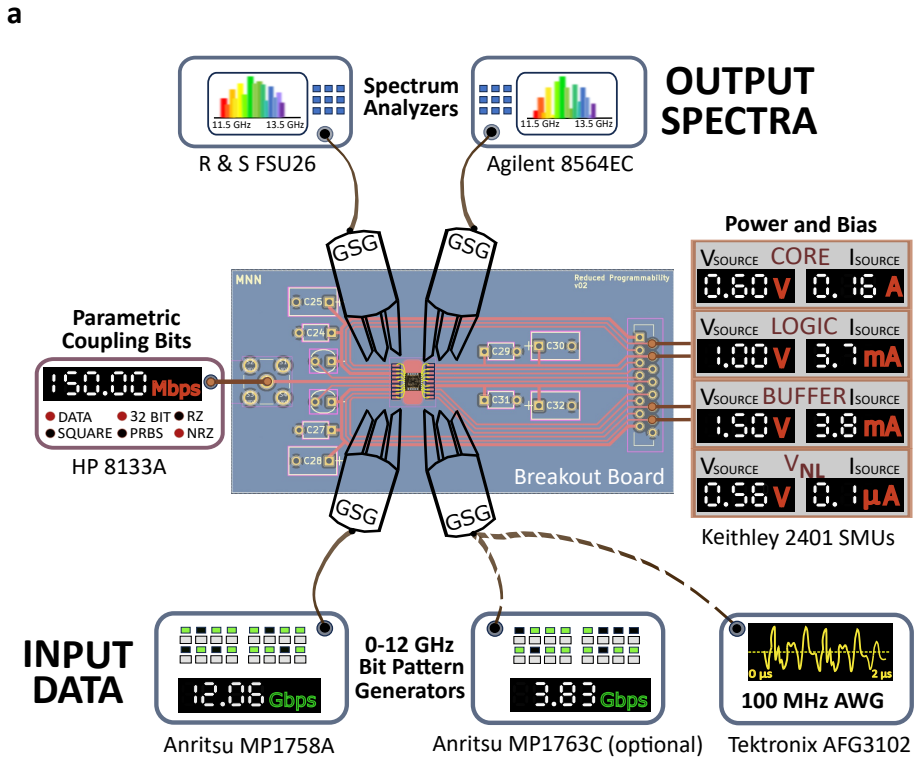 a
OUTPUT
SPECTRA
Spectrum
Analyzers
11.5 GHz 13.5 GHz
11.5 GHz 13.5 GHz
R & S FSU26
Agilent 8564EC
GSG
GSG
Power and Bias
VSOURCE CORE ISOURCE
0.60 V 0.16 A
VSOURCE LOGIC ISOURCE
1.00 V 3.7 mA
VSOURCE BUFFER ISOURCE
1.50 V 3.8 mA
VSOURCE VNL ISOURCE
0.56 V 0.1 µA
Keithley 2401 SMUs
MNN
Reduced Programmability
v02
C25
C24
C29
C30
C31
C32
C27
C28
Breakout Board
Parametric
Coupling Bits
150.00 Mbps
DATA 32 BIT RZ
SQUARE PRBS NRZ
HP 8133A
GSG
GSG
INPUT
DATA
0-12 GHz
Bit Pattern
Generators
12.06 Gbps
3.83 Gbps
0 µs 2 µs
100 MHz AWG
Anritsu MP1758A
Anritsu MP1763C (optional)
Tektronix AFG3102